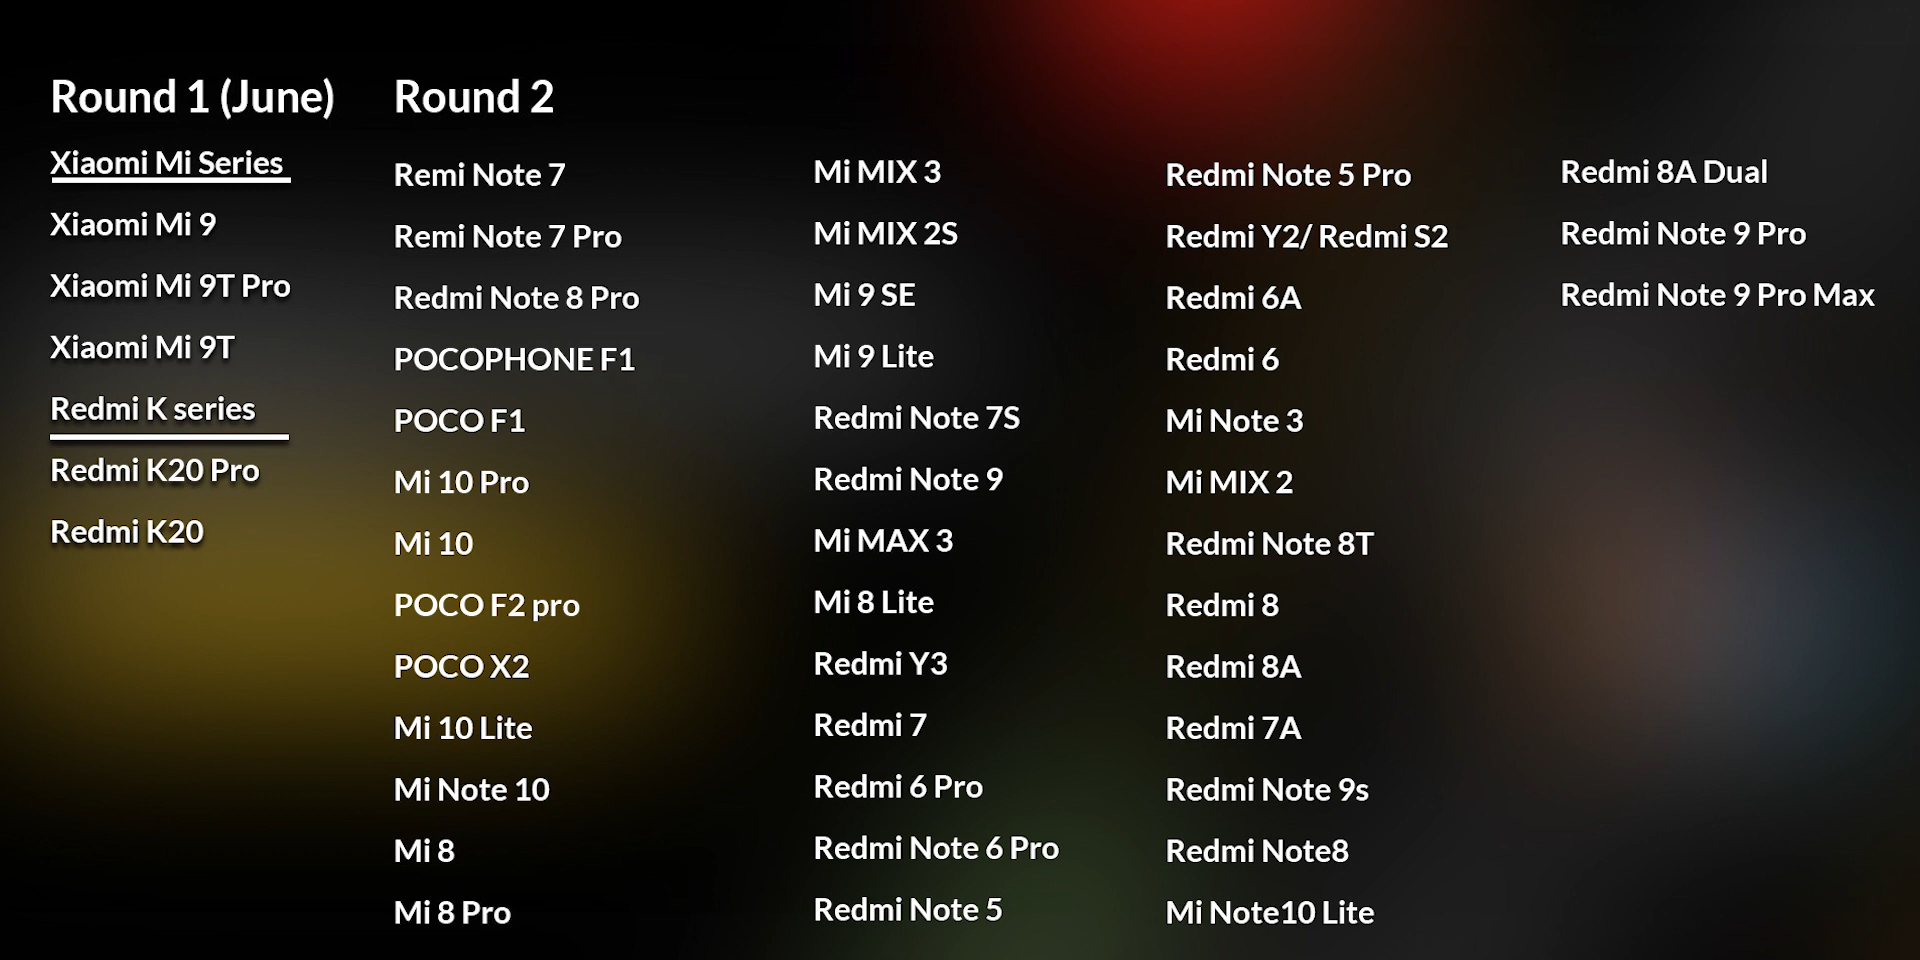 Round 1 (June)
Xiaomi Mi Series
Xiaomi Mi 9
Xiaomi Mi 9T Pro
Xiaomi Mi 9T
Redmi K series
Redmi K20 Pro
Redmi K20
Round 2
Remi Note 7
Remi Note 7 Pro
Redmi Note 8 Pro
POCOPHONE F1
POCO F1
Mi 10 Pro
Mi 10
POCO F2 pro
POCO X2
Mi 10 Lite
Mi Note 10
Mi 8
Mi 8 Pro
Mi MIX 3
Mi MIX 2S
Mi 9 SE
Mi 9 Lite
Redmi Note 7S
Redmi Note 9
Mi MAX 3
Mi 8 Lite
Redmi Y3
Redmi 7
Redmi 6 Pro
Redmi Note 6 Pro
Redmi Note 5
Redmi Note 5 Pro
Redmi Y2/ Redmi S2
Redmi 6A
Redmi 6
Mi Note 3
Mi MIX 2
Redmi Note 8T
Redmi 8
Redmi 8A
Redmi 7A
Redmi Note 9s
Redmi Note8
Mi Note10 Lite
Redmi 8A Dual
Redmi Note 9 Pro
Redmi Note 9 Pro Max